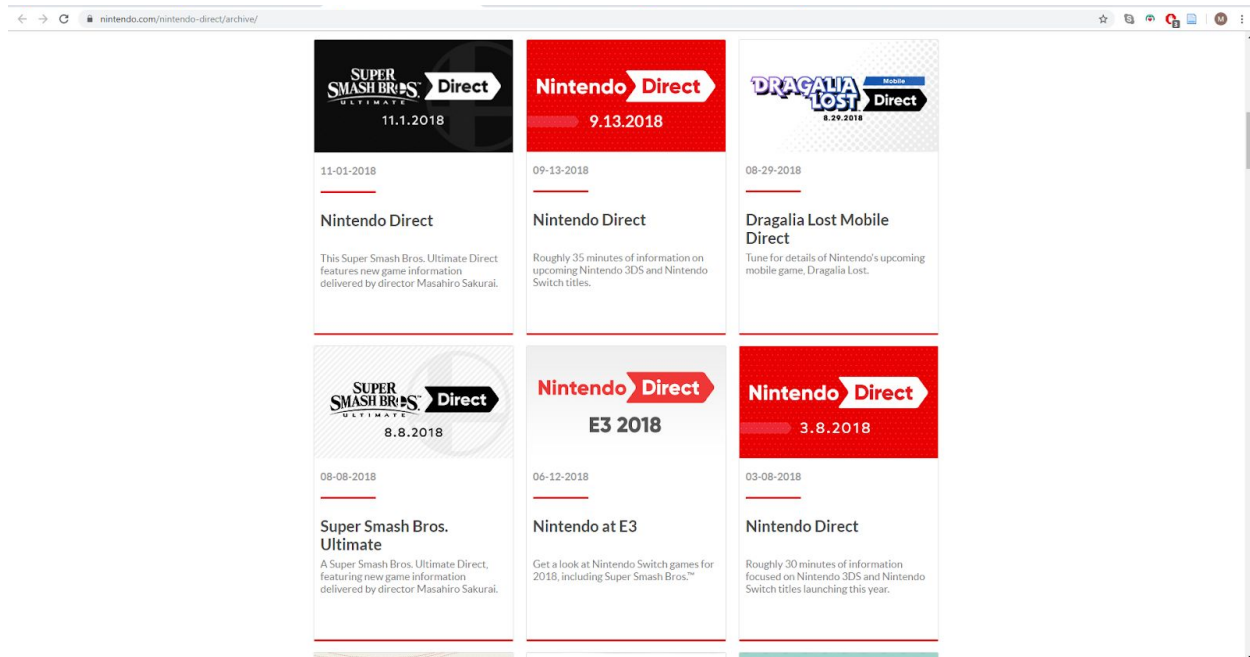 nintendo.com/nintendo-direct/archive/
3
M
SUPER
SMASH BROS.
ULTIMATE
Direct
11.1.2018
11-01-2018
Nintendo Direct
This Super Smash Bros. Ultimate Direct
features new game information
delivered by director Masahiro Sakurai.
Nintendo Direct
9.13.2018
09-13-2018
Nintendo Direct
Roughly 35 minutes of information on
upcoming Nintendo 3DS and Nintendo
Switch titles.
DRAGALIA
LOST
Mobile
Direct
8.29.2018
08-29-2018
Dragalia Lost Mobile
Direct
Tune for details of Nintendo's upcoming
mobile game, Dragalia Lost.
SUPER
SMASH BROS.
ULTIMATE
Direct
8.8.2018
08-08-2018
Super Smash Bros.
Ultimate
A Super Smash Bros. Ultimate Direct,
featuring new game information
delivered by director Masahiro Sakurai.
Nintendo Direct
E3 2018
06-12-2018
Nintendo at E3
Get a look at Nintendo Switch games for
2018, including Super Smash Bros.™
Nintendo Direct
3.8.2018
03-08-2018
Nintendo Direct
Roughly 30 minutes of information
focused on Nintendo 3DS and Nintendo
Switch titles launching this year.